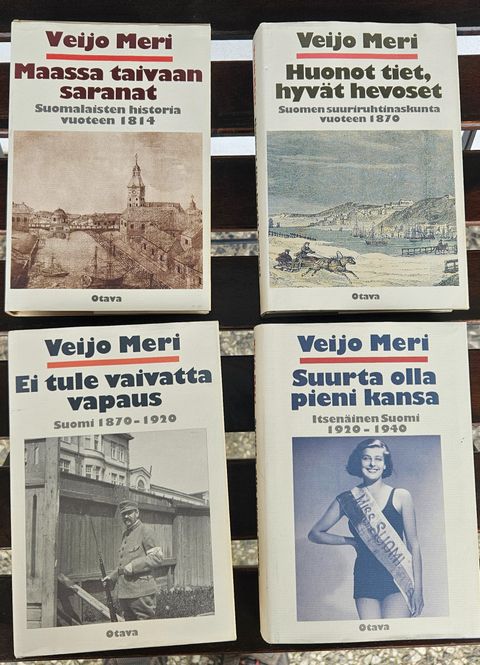 Veijo Meri
Maassa taivaan
saranat
Suomalaisten historia
vuoteen 1814
Otava
Veijo Meri
Huonot tiet,
hyvät hevoset
Suomen suuriruhtinaskunta
vuoteen 1870
Otava
Veijo Meri
Ei tule vaivatta
vapaus
Suomi 1870-1920
Otava
Veijo Meri
Suurta olla
pieni kansa
Itsenäinen Suomi
1920-1940
MISS SUOMI
Otava